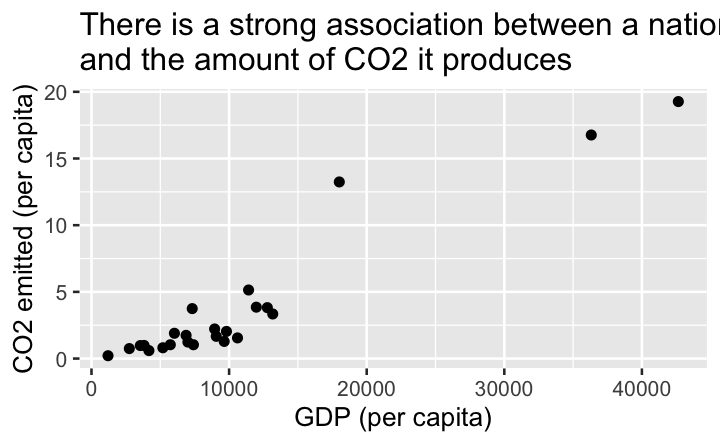 There is a strong association between a nation
and the amount of CO2 it produces
20
15
10
5
0
CO2 emitted (per capita)
0 10000 20000 30000 40000
GDP (per capita)